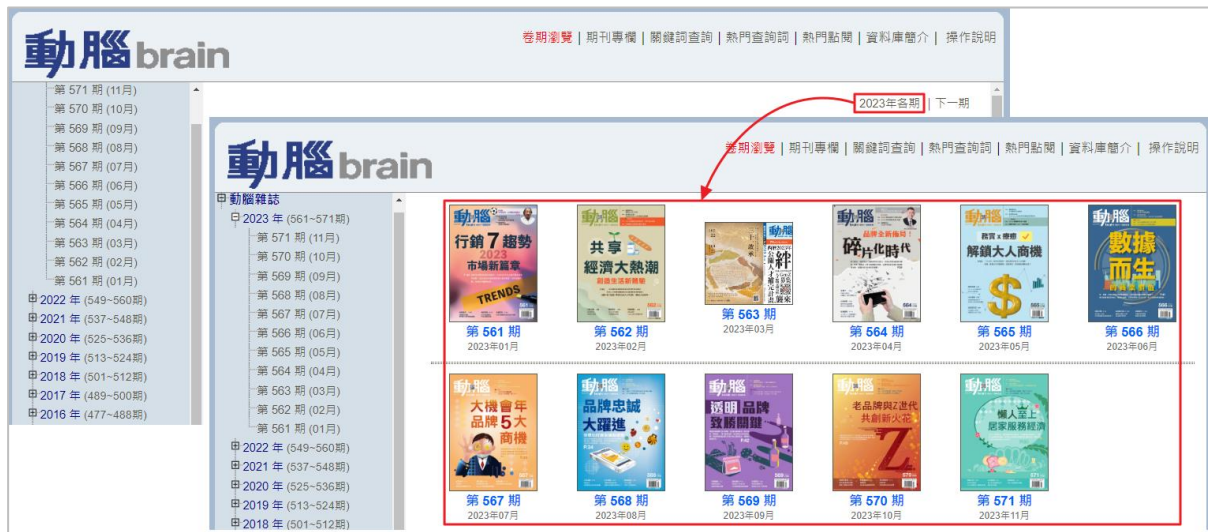 動腦brain
卷期瀏覽 | 期刊專欄 | 關鍵詞查詢 | 熱門查詢詞 | 熱門點閱 | 資料庫簡介 | 操作說明
第 571 期 (11月)
第 570 期 (10月)
第 569 期 (09月)
第 568 期 (08月)
第 567 期 (07月)
第 566 期 (06月)
第 565 期 (05月)
第 564 期 (04月)
第 563 期 (03月)
第 562 期 (02月)
第 561 期 (01月)
2022 年 (549~560期)
2021 年 (537~548期)
2020 年 (525~536期)
2019 年 (513~524期)
2018 年 (501~512期)
2017 年 (489~500期)
2016 年 (477~488期)
2023年各期 | 下一期
動腦brain
卷期瀏覽 | 期刊專欄 | 關鍵詞查詢 | 熱門查詢詞 | 熱門點閱 | 資料庫簡介 | 操作說明
動腦雜誌
2023 年 (561~571期)
第 571 期 (11月)
第 570 期 (10月)
第 569 期 (09月)
第 568 期 (08月)
第 567 期 (07月)
第 566 期 (06月)
第 565 期 (05月)
第 564 期 (04月)
第 563 期 (03月)
第 562 期 (02月)
第 561 期 (01月)
2022 年 (549~560期)
2021 年 (537~548期)
2020 年 (525~536期)
2019 年 (513~524期)
2018 年 (501~512期)
動腦
行銷7趨勢
2023
市場新篇章
TRENDS
第 561 期
2023年01月
動腦
共享
經濟大熱潮
第 562 期
2023年02月
動腦
第 563 期
2023年03月
動腦
碎片化時代
第 564 期
2023年04月
動腦
解鎖大人商機
第 565 期
2023年05月
動腦
數據
而生
第 566 期
2023年06月
動腦
大機會年
品牌5大
商機
第 567 期
2023年07月
動腦
品牌忠誠
大躍進
第 568 期
2023年08月
動腦
透明品牌
致勝關鍵
第 569 期
2023年09月
動腦
老品牌與Z世代
共創新火花
Z
第 570 期
2023年10月
動腦
懶人至上
居家服務經濟
第 571 期
2023年11月